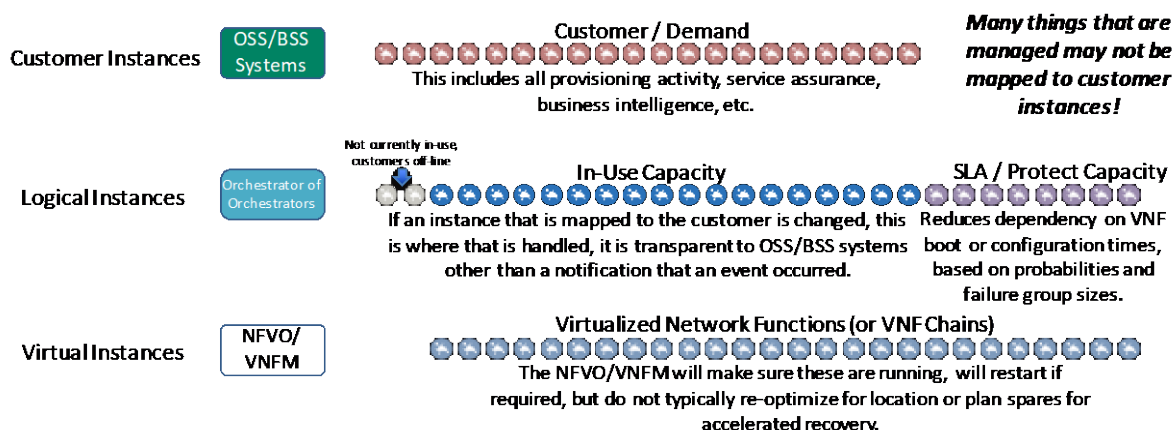 Customer Instances
OSS/BSS
Systems
Customer / Demand
This includes all provisioning activity, service assurance,
business intelligence, etc.
Many things that are
managed may not be
mapped to customer
instances!
Not currently in-use,
customers off-line
Logical Instances
Orchestrator of
Orchestrators
In-Use Capacity
If an instance that is mapped to the customer is changed, this
is where that is handled, it is transparent to OSS/BSS systems
other than a notification that an event occurred.
SLA / Protect Capacity
Reduces dependency on VNF
boot or configuration times,
based on probabilities and
failure group sizes.
Virtual Instances
NFVO/
VNFM
Virtualized Network Functions (or VNF Chains)
The NFVO/VNFM will make sure these are running, will restart if
required, but do not typically re-optimize for location or plan spares for
accelerated recovery.